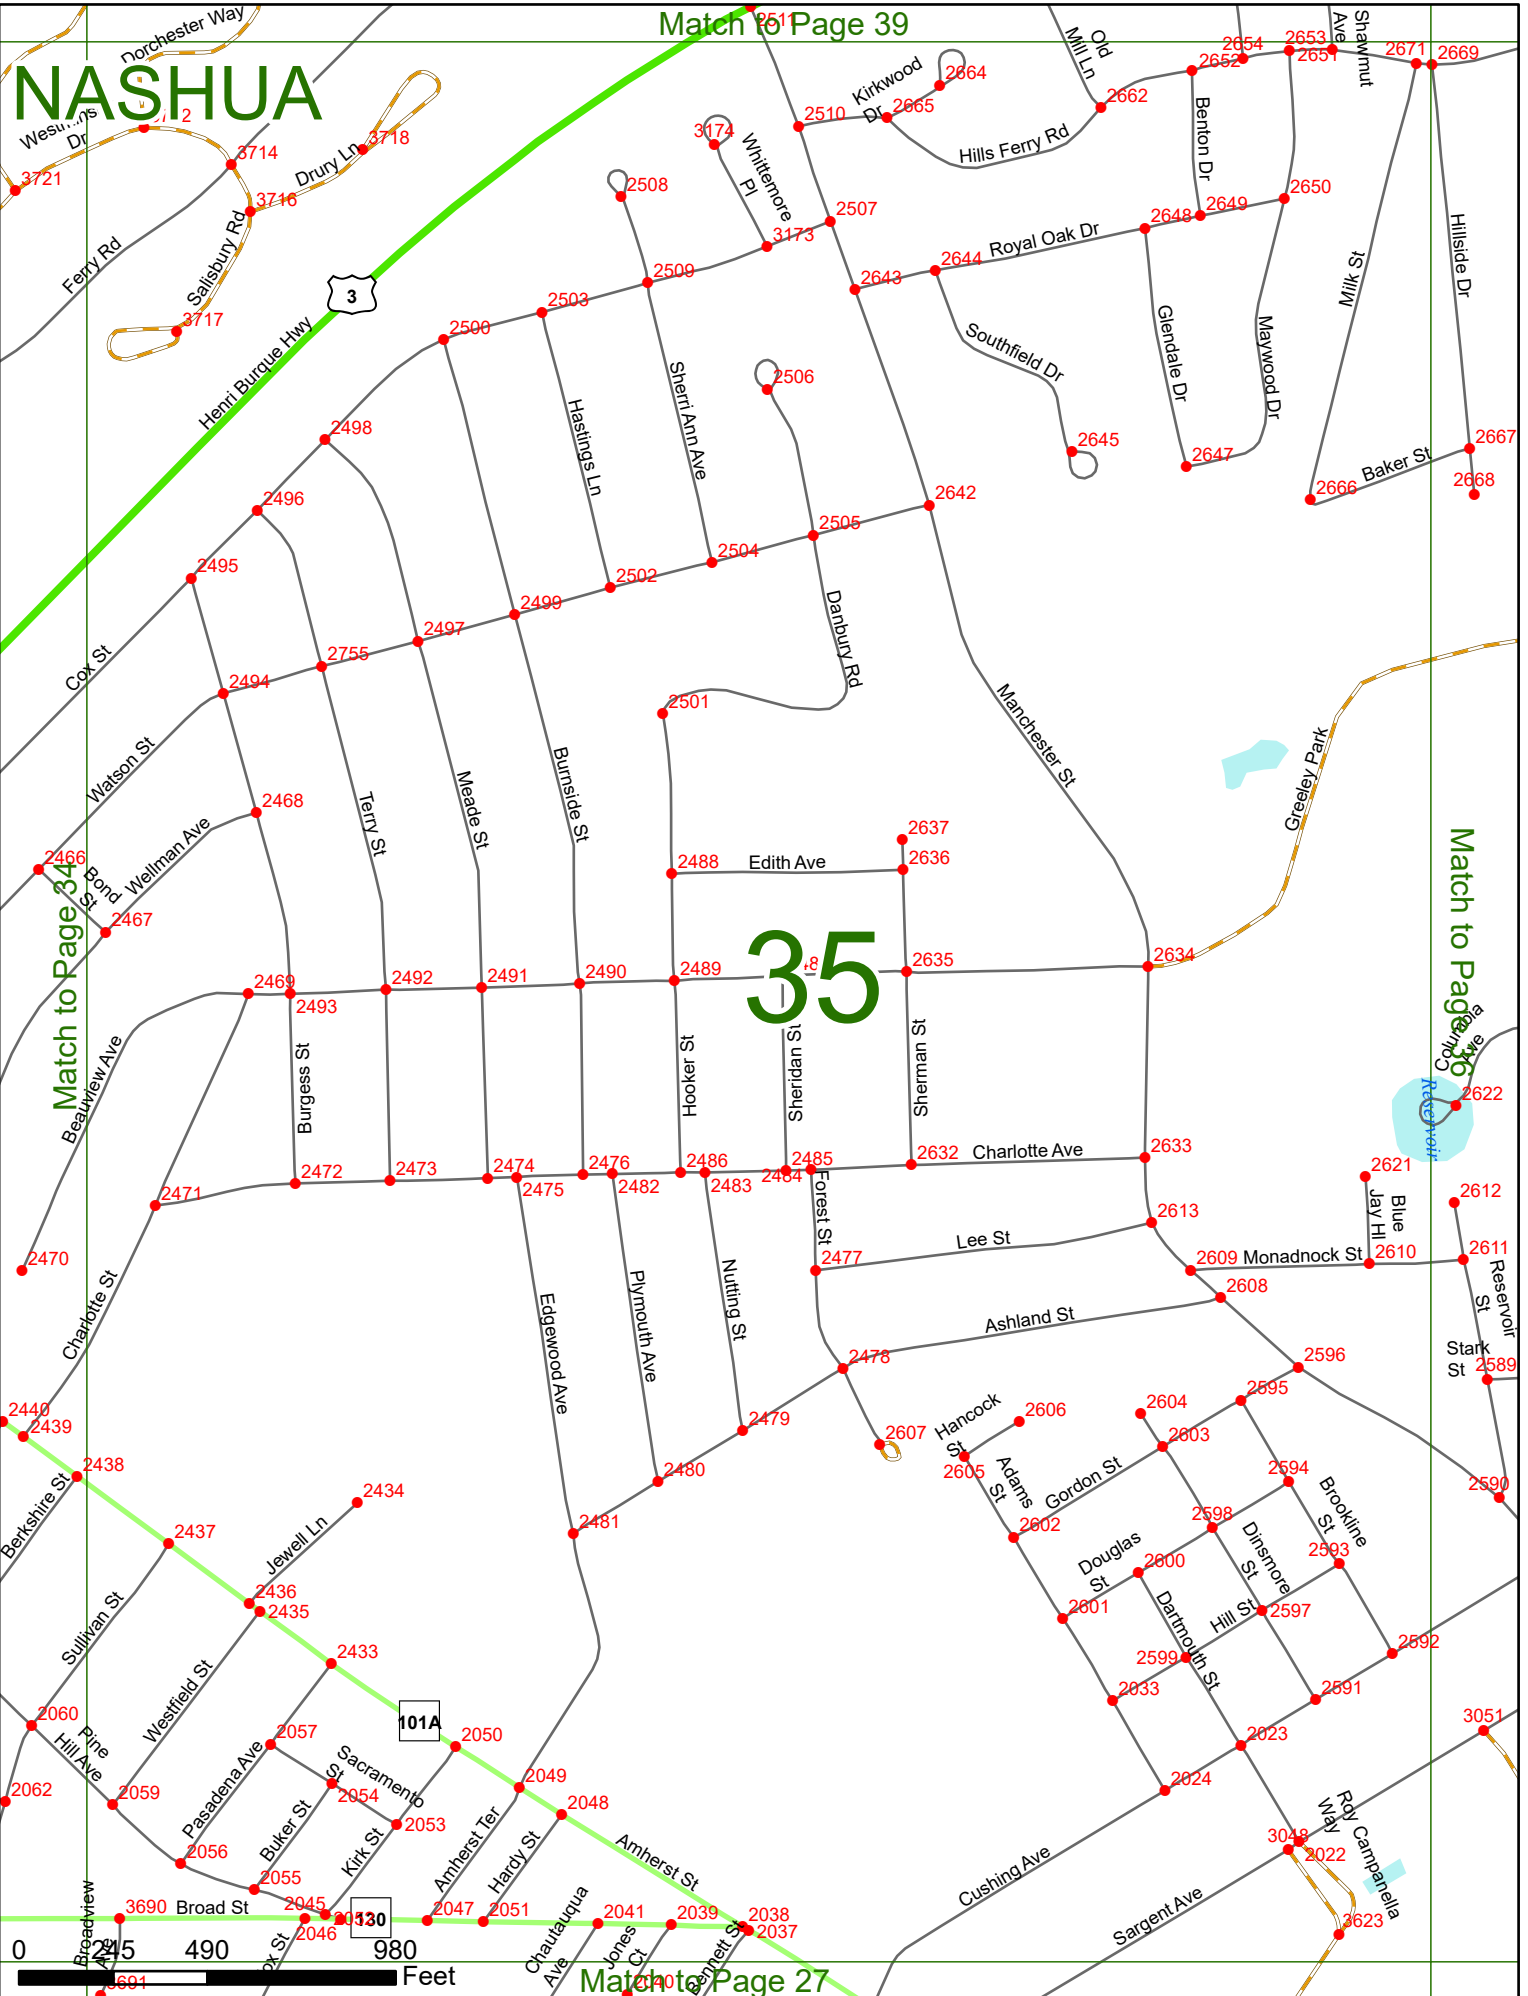 Match to Page 39
NASHUA
Dorchester Way
Dr
3721
3714
3716
3717
3718
Drury Ln
Salisbury Rd
Ferry Rd
Henri Burque Hwy
3
2511
2510
Kirkwood
Dr
2664
2665
Old
Mill Ln
2662
Hills Ferry Rd
2652
2654
2653
2651
Shawmut
Ave
2671
2669
3174
Whittemore
Pl
2508
2507
3173
2509
2503
2500
2498
2496
2495
2643
2644
Royal Oak Dr
2648
2649
2650
Benton Dr
Milk St
Hillside Dr
Southfield Dr
Glendale Dr
Maywood Dr
2645
2647
2667
2668
Baker St
2666
Hastings Ln
Sherri Ann Ave
2506
2642
2505
2504
2502
2499
2497
2755
2494
Cox St
Danbury Rd
2501
Manchester St
Greeley Park
Watson St
Terry St
Meade St
Burnside St
2468
Wellman Ave
2466
Bond
St
2467
2488
Edith Ave
2637
2636
35
Match to Page 34
Match to Page 36
2469
2493
2492
2491
2490
2489
2635
2634
Beauview Ave
Burgess St
Hooker St
Sheridan St
Sherman St
Columbia
Ave
2622
Reservoir
2470
2471
2472
2473
2474
2475
2476
2482
2486
2483
2485
2484
2632
Charlotte Ave
2633
2621
Blue
Jay Hl
2612
Forest St
2613
Lee St
2477
2609
Monadnock St
2610
2611
Reservoir
St
2608
Charlotte St
Edgewood Ave
Plymouth Ave
Nutting St
Ashland St
2478
2596
Stark
St
2589
2595
2440
2439
2438
2437
2434
2479
2480
2481
2607
Hancock
St
2606
2605
Adams
St
2604
2603
Gordon St
2594
2590
Berkshire St
Jewell Ln
2436
2435
2602
2598
Brookline
St
Douglas
St
2600
Dinsmore
St
2593
2601
Dartmouth St
Hill St
2597
2599
2592
Sullivan St
Westfield St
2433
2033
2591
2060
Pine
Hill Ave
101A
2057
2050
Sacramento
St
2023
3051
2062
2059
Pasadena Ave
2054
2053
2049
2048
2024
2056
Buker St
2055
Kirk St
Amherst Ter
Hardy St
Amherst St
3048
2022
Roy Campanella
Way
Cushing Ave
Sargent Ave
3623
Broadview
Ave
3690
Broad St
2045
2046
130
2047
2051
Chautauqua
Ave
2041
Jones
Ct
2039
2038
2037
Bennett St
0
245
490
980
Feet
3691
2040
Match to Page 27